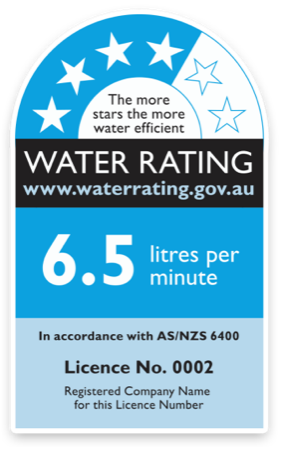 The more
stars the more
water efficient
WATER RATING
www.waterrating.gov.au
6.5 litres per
minute
In accordance with AS/NZS 6400
Licence No. 0002
Registered Company Name
for this Licence Number